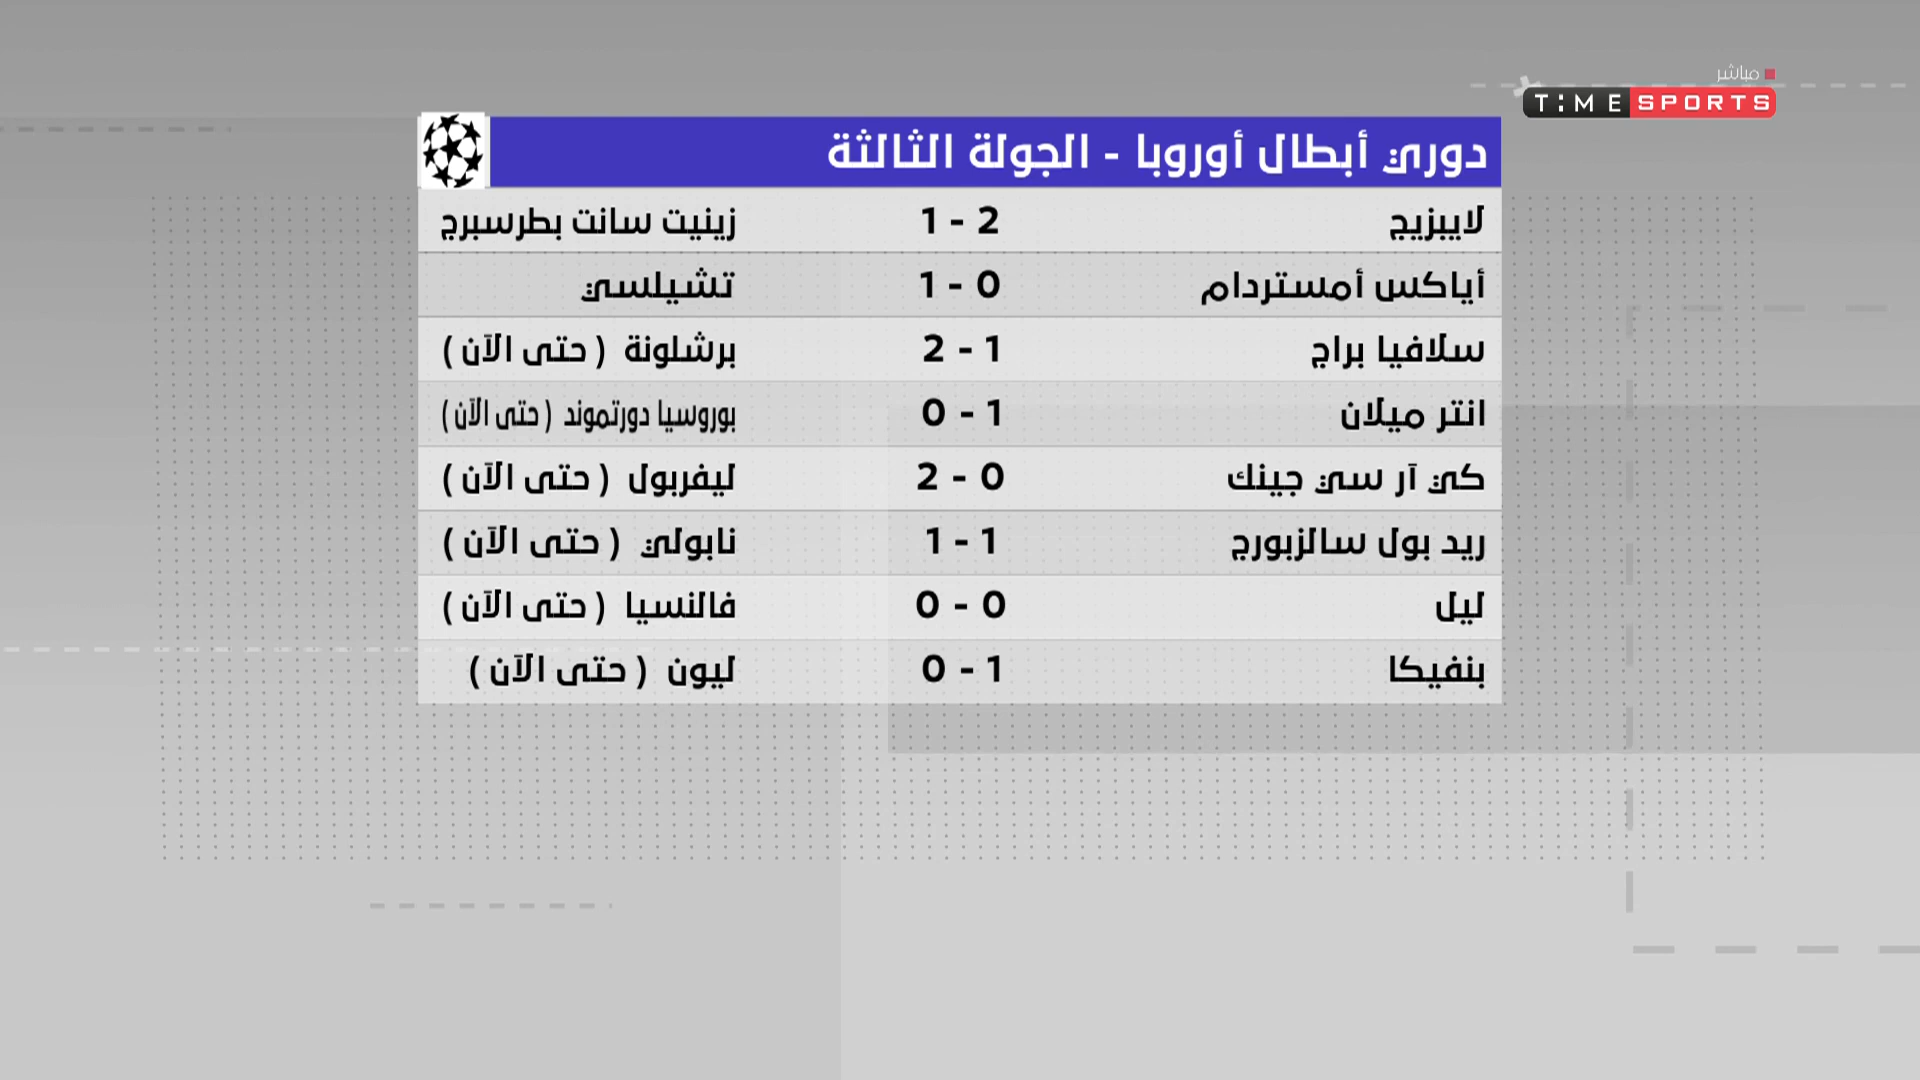 مباشر
TIME SPORTS
دوري أبطال أوروبا - الجولة الثالثة
لايبزيج 2 - 1 زينيت سانت بطرسبرج
أياكس أمستردام 0 - 1 تشيلسي
سلافيا براج 1 - 2 برشلونة ( حتى الآن )
انتر ميلان 1 - 0 بوروسيا دورتموند ( حتى الآن )
كي آر سي جينك 0 - 2 ليفربول ( حتى الآن )
ريد بول سالزبورج 1 - 1 نابولي ( حتى الآن )
ليل 0 - 0 فالنسيا ( حتى الآن )
بنفيكا 1 - 0 ليون ( حتى الآن )